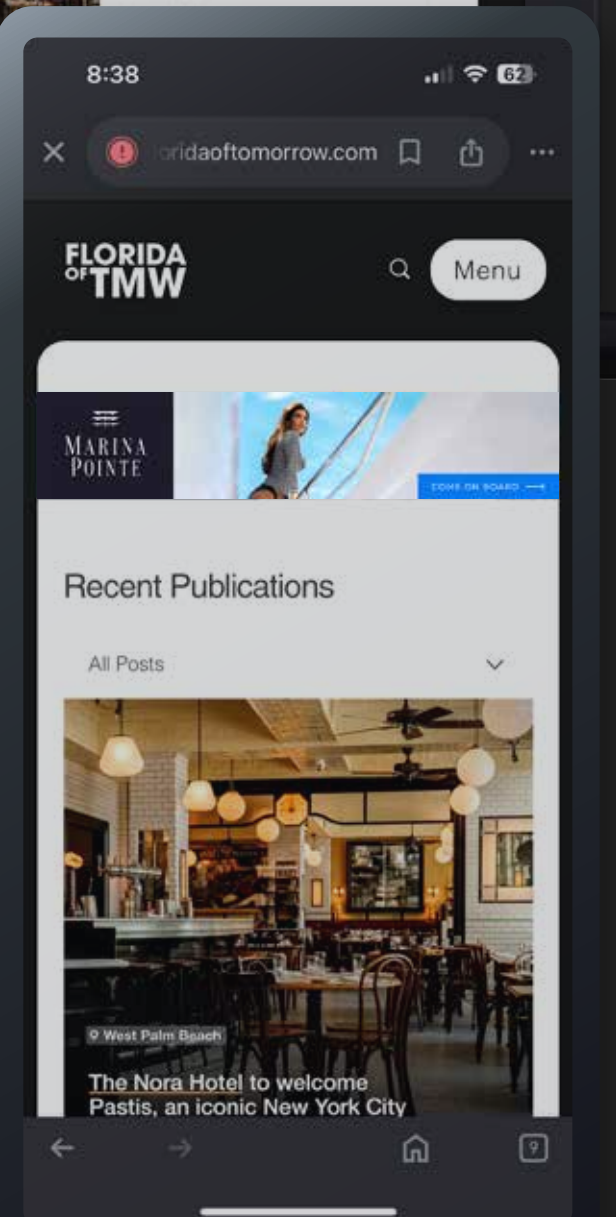 8:38
62
oridaoftomorrow.com
FLORIDA
OF TMW
Menu
MARINA
POINTE
COME ON BOARD
Recent Publications
All Posts
West Palm Beach
The Nora Hotel to welcome
Pastis, an iconic New York City
9